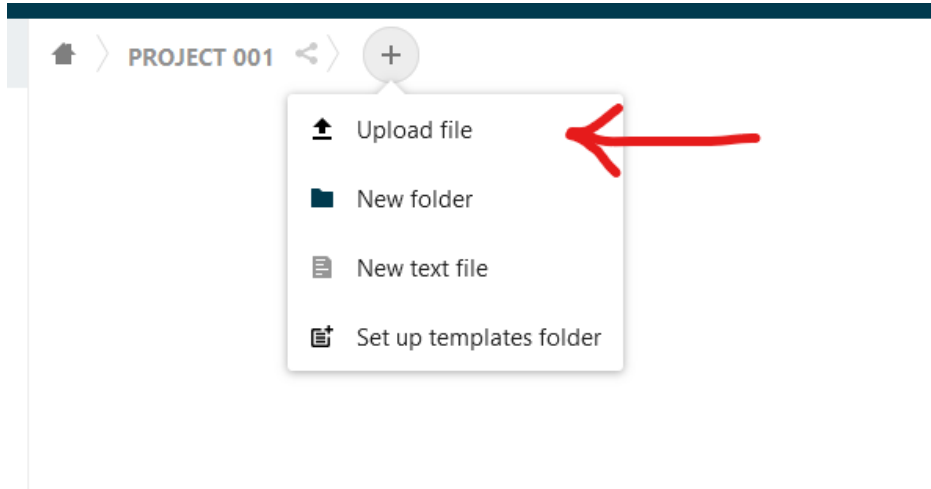 PROJECT 001
Upload file
New folder
New text file
Set up templates folder